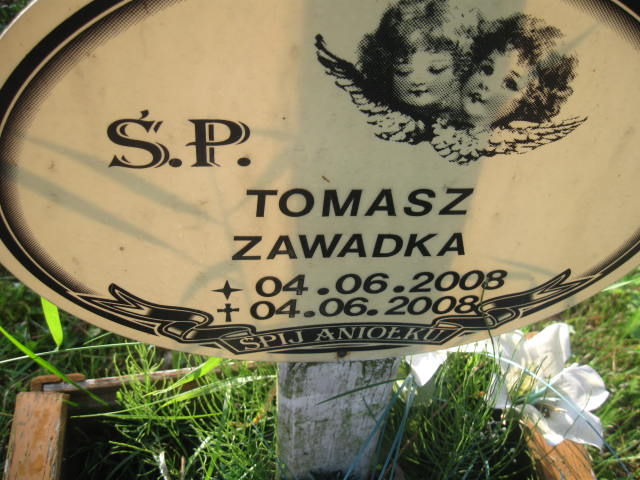 Ś.P.
TOMASZ
ZAWADKA
✦ 04.06.2008
✝ 04.06.2008
ŚPIJ ANIOŁKU